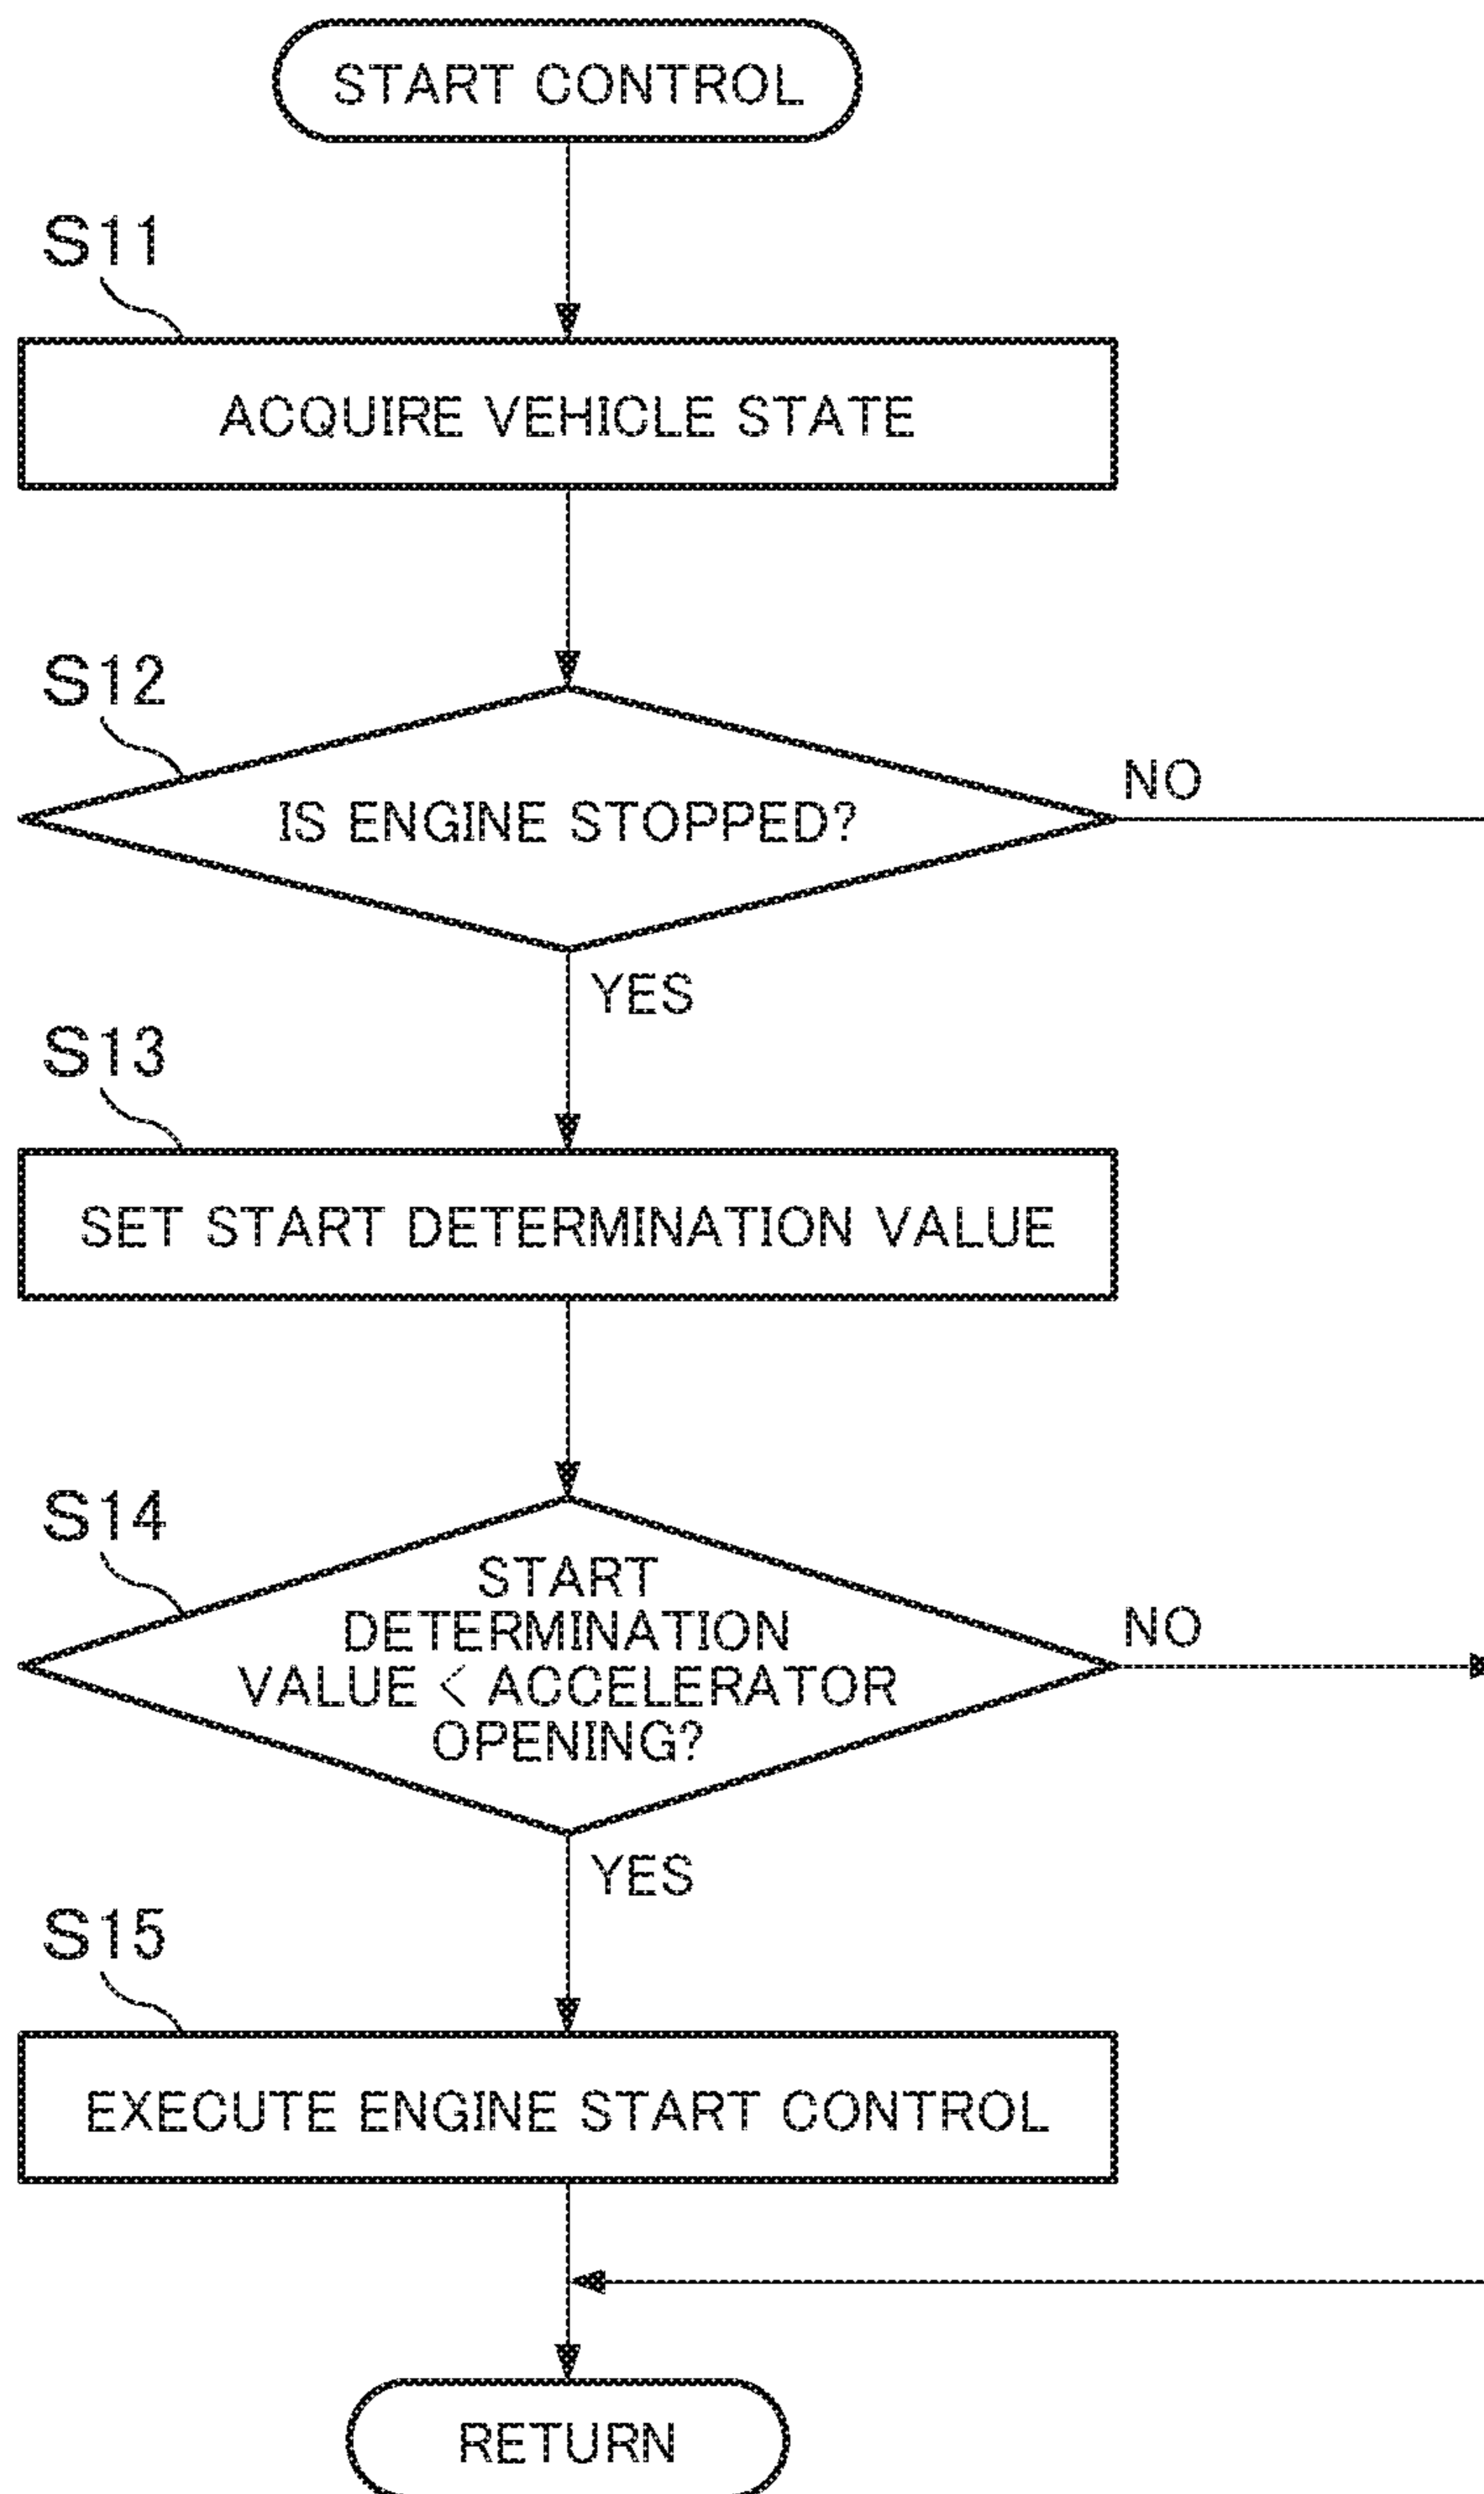 START CONTROL
S11
ACQUIRE VEHICLE STATE
S12
IS ENGINE STOPPED?
NO
YES
S13
SET START DETERMINATION VALUE
S14
START
DETERMINATION
VALUE < ACCELERATOR
OPENING?
NO
YES
S15
EXECUTE ENGINE START CONTROL
RETURN